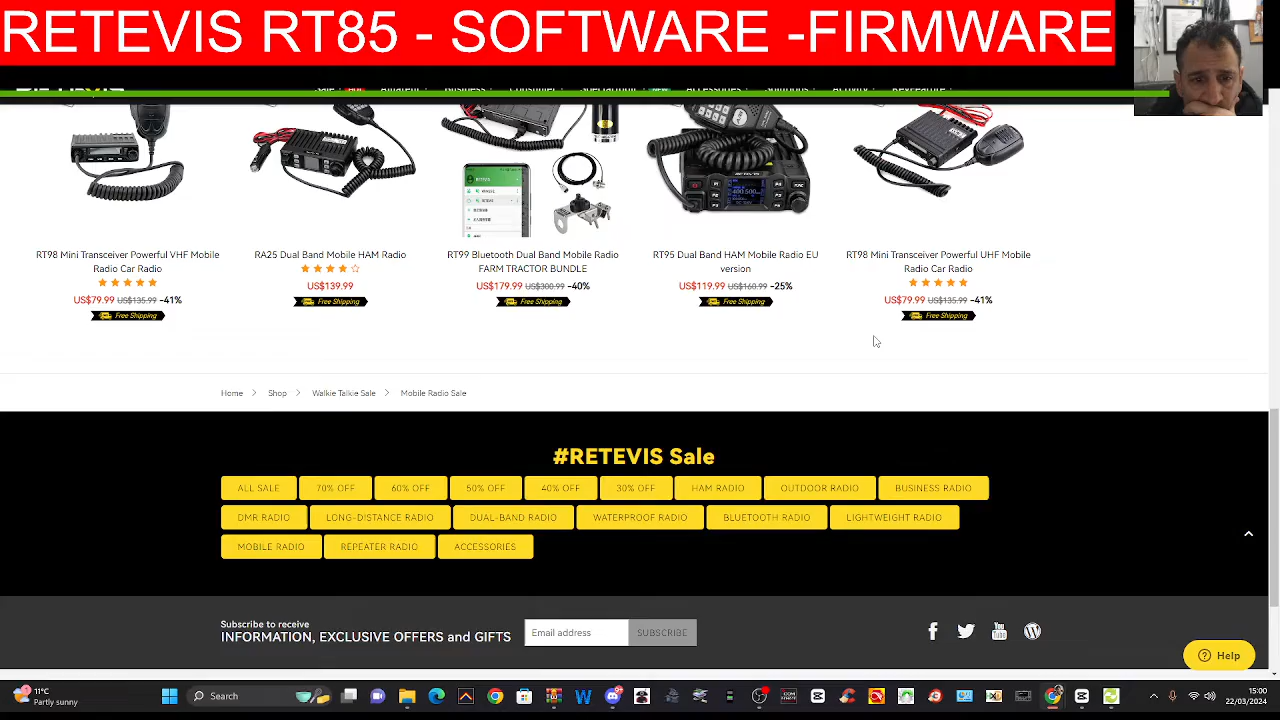 RETEVIS RT85 - SOFTWARE -FIRMWARE
RT98 Mini Transceiver Powerful VHF Mobile
Radio Car Radio
US$79.99 US$135.99 -41%
Free Shipping
RA25 Dual Band Mobile HAM Radio
US$139.99
Free Shipping
RT99 Bluetooth Dual Band Mobile Radio
FARM TRACTOR BUNDLE
US$179.99 US$300.99 -40%
Free Shipping
RT95 Dual Band HAM Mobile Radio EU
version
US$119.99 US$160.99 -25%
Free Shipping
RT98 Mini Transceiver Powerful UHF Mobile
Radio Car Radio
US$79.99 US$135.99 -41%
Free Shipping
Home Shop Walkie Talkie Sale Mobile Radio Sale
#RETEVIS Sale
ALL SALE 70% OFF 60% OFF 50% OFF 40% OFF 30% OFF HAM RADIO OUTDOOR RADIO BUSINESS RADIO
DMR RADIO LONG-DISTANCE RADIO DUAL-BAND RADIO WATERPROOF RADIO BLUETOOTH RADIO LIGHTWEIGHT RADIO
MOBILE RADIO REPEATER RADIO ACCESSORIES
Subscribe to receive
INFORMATION, EXCLUSIVE OFFERS and GIFTS
Email address SUBSCRIBE
Help
11°C
Partly sunny
Search
15:00
22/03/2024